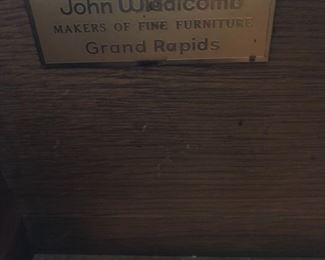 John Widdicomb
MAKERS OF FINE FURNITURE
Grand Rapids